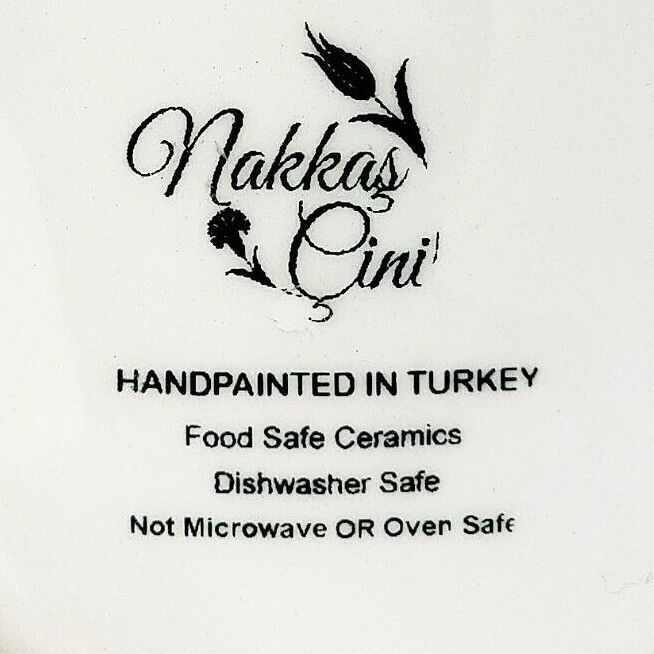 Nakkaş
Çini
HANDPAINTED IN TURKEY
Food Safe Ceramics
Dishwasher Safe
Not Microwave OR Oven Safe